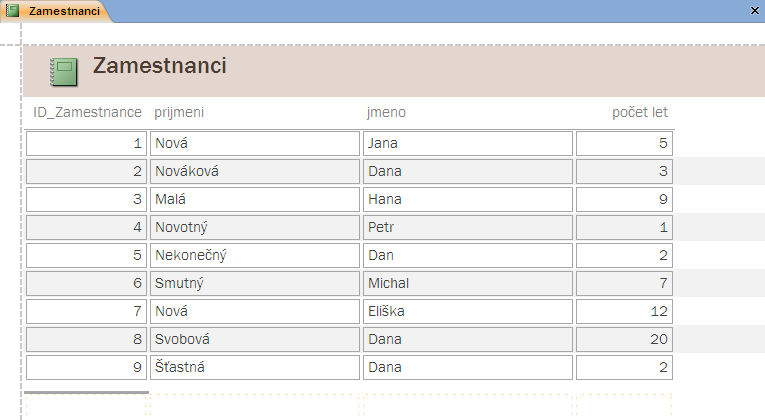 Zamestnanci
Zamestnanci
ID_Zamestnance prijmeni jmeno počet let
1 Nová Jana 5
2 Nováková Dana 3
3 Malá Hana 9
4 Novotný Petr 1
5 Nekonečný Dan 2
6 Smutný Michal 7
7 Nová Eliška 12
8 Svobová Dana 20
9 Šťastná Dana 2